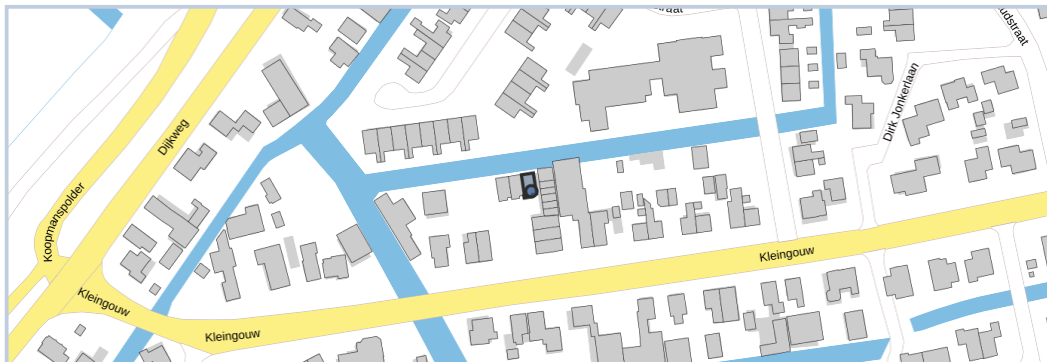 Dijkweg
Koopmanspolder
Kleingouw
Kleingouw
Kleingouw
Dirk Jonkerlaan